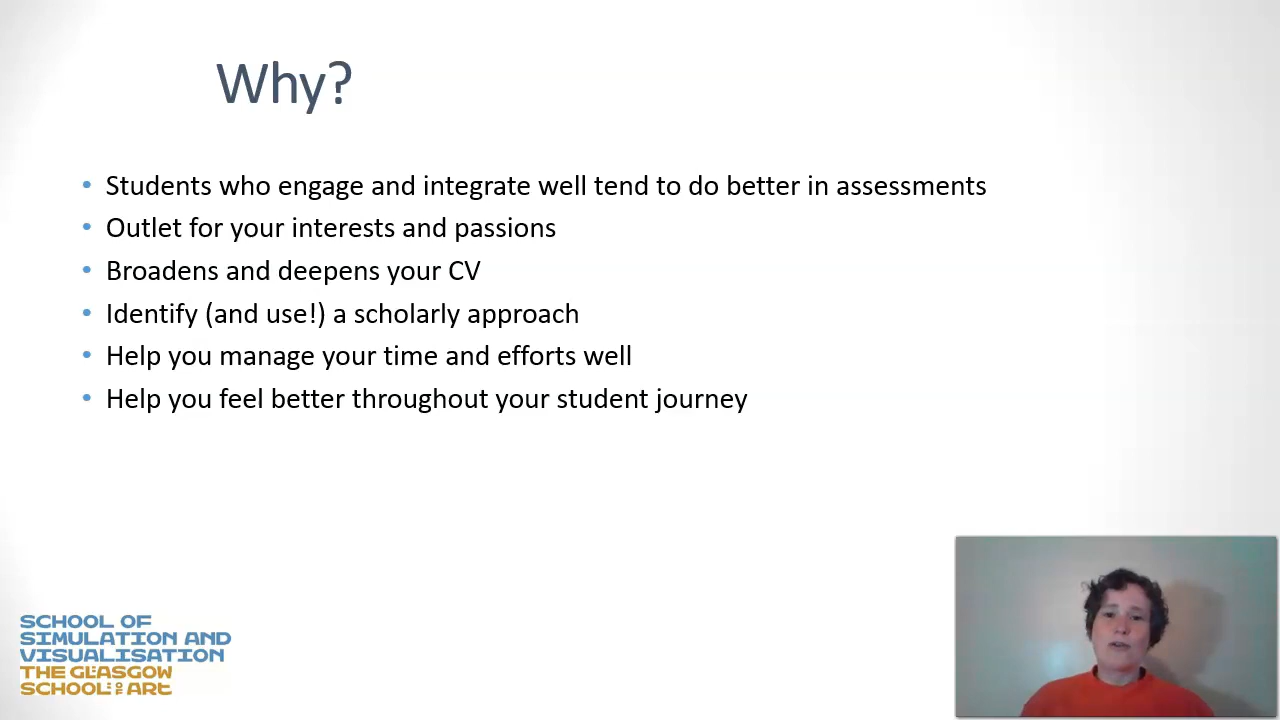 Why?
• Students who engage and integrate well tend to do better in assessments
• Outlet for your interests and passions
• Broadens and deepens your CV
• Identify (and use!) a scholarly approach
• Help you manage your time and efforts well
• Help you feel better throughout your student journey
SCHOOL OF
SIMULATION AND
VISUALISATION
THE GLASGOW
SCHOOL OF ART